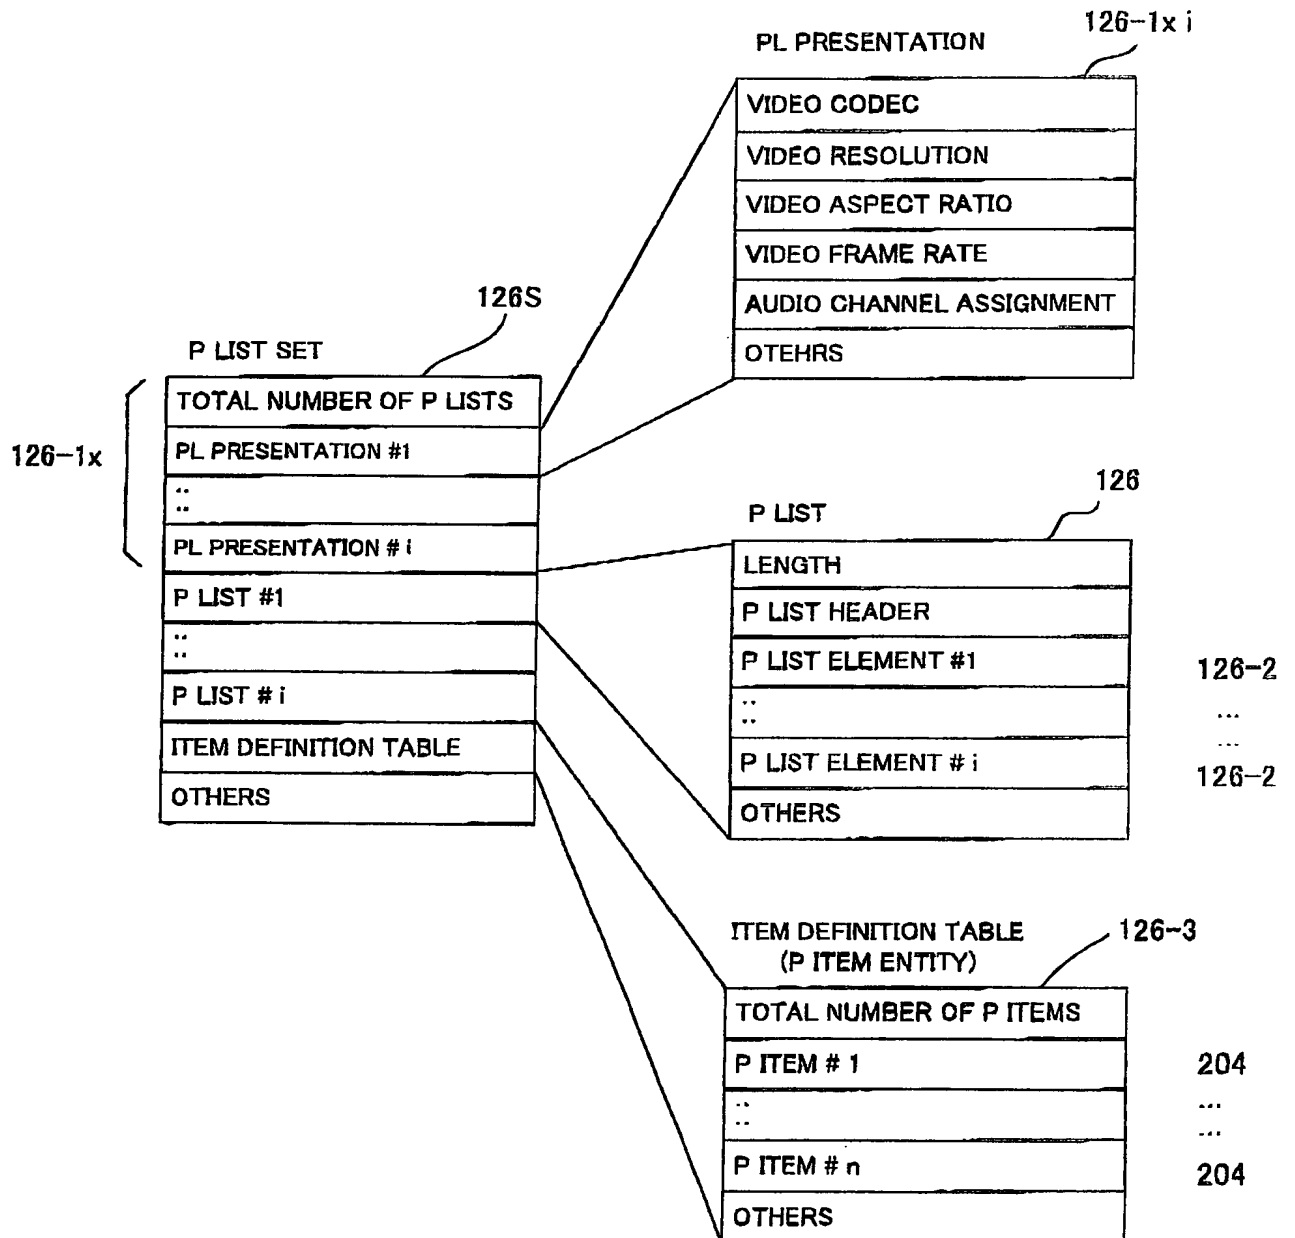 126-1x i
PL PRESENTATION
VIDEO CODEC
VIDEO RESOLUTION
VIDEO ASPECT RATIO
VIDEO FRAME RATE
AUDIO CHANNEL ASSIGNMENT
OTEHRS
126S
P LIST SET
TOTAL NUMBER OF P LISTS
PL PRESENTATION #1
::
PL PRESENTATION # i
P LIST #1
::
P LIST # i
ITEM DEFINITION TABLE
OTHERS
126-1x
126
P LIST
LENGTH
P LIST HEADER
P LIST ELEMENT #1
::
P LIST ELEMENT # i
OTHERS
126-2
...
...
126-2
ITEM DEFINITION TABLE
(P ITEM ENTITY)
126-3
TOTAL NUMBER OF P ITEMS
P ITEM # 1
::
P ITEM # n
OTHERS
204
...
...
204